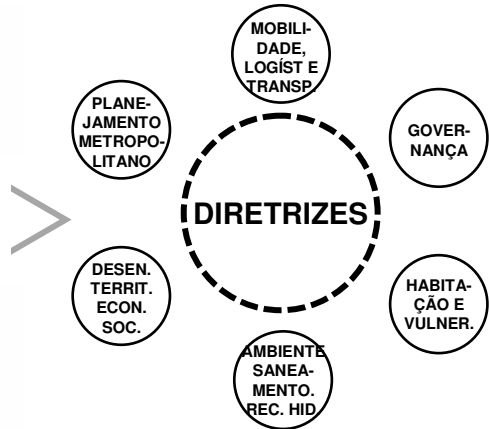 MOBILI-
DADE,
LOGÍST E
TRANSP.
PLANE-
JAMENTO
METROPO-
LITANO
GOVER-
NANÇA
DIRETRIZES
DESEN.
TERRIT.
ECON.
SOC.
HABITA-
ÇÃO E
VULNER.
AMBIENTE
SANEA-
MENTO.
REC. HID.